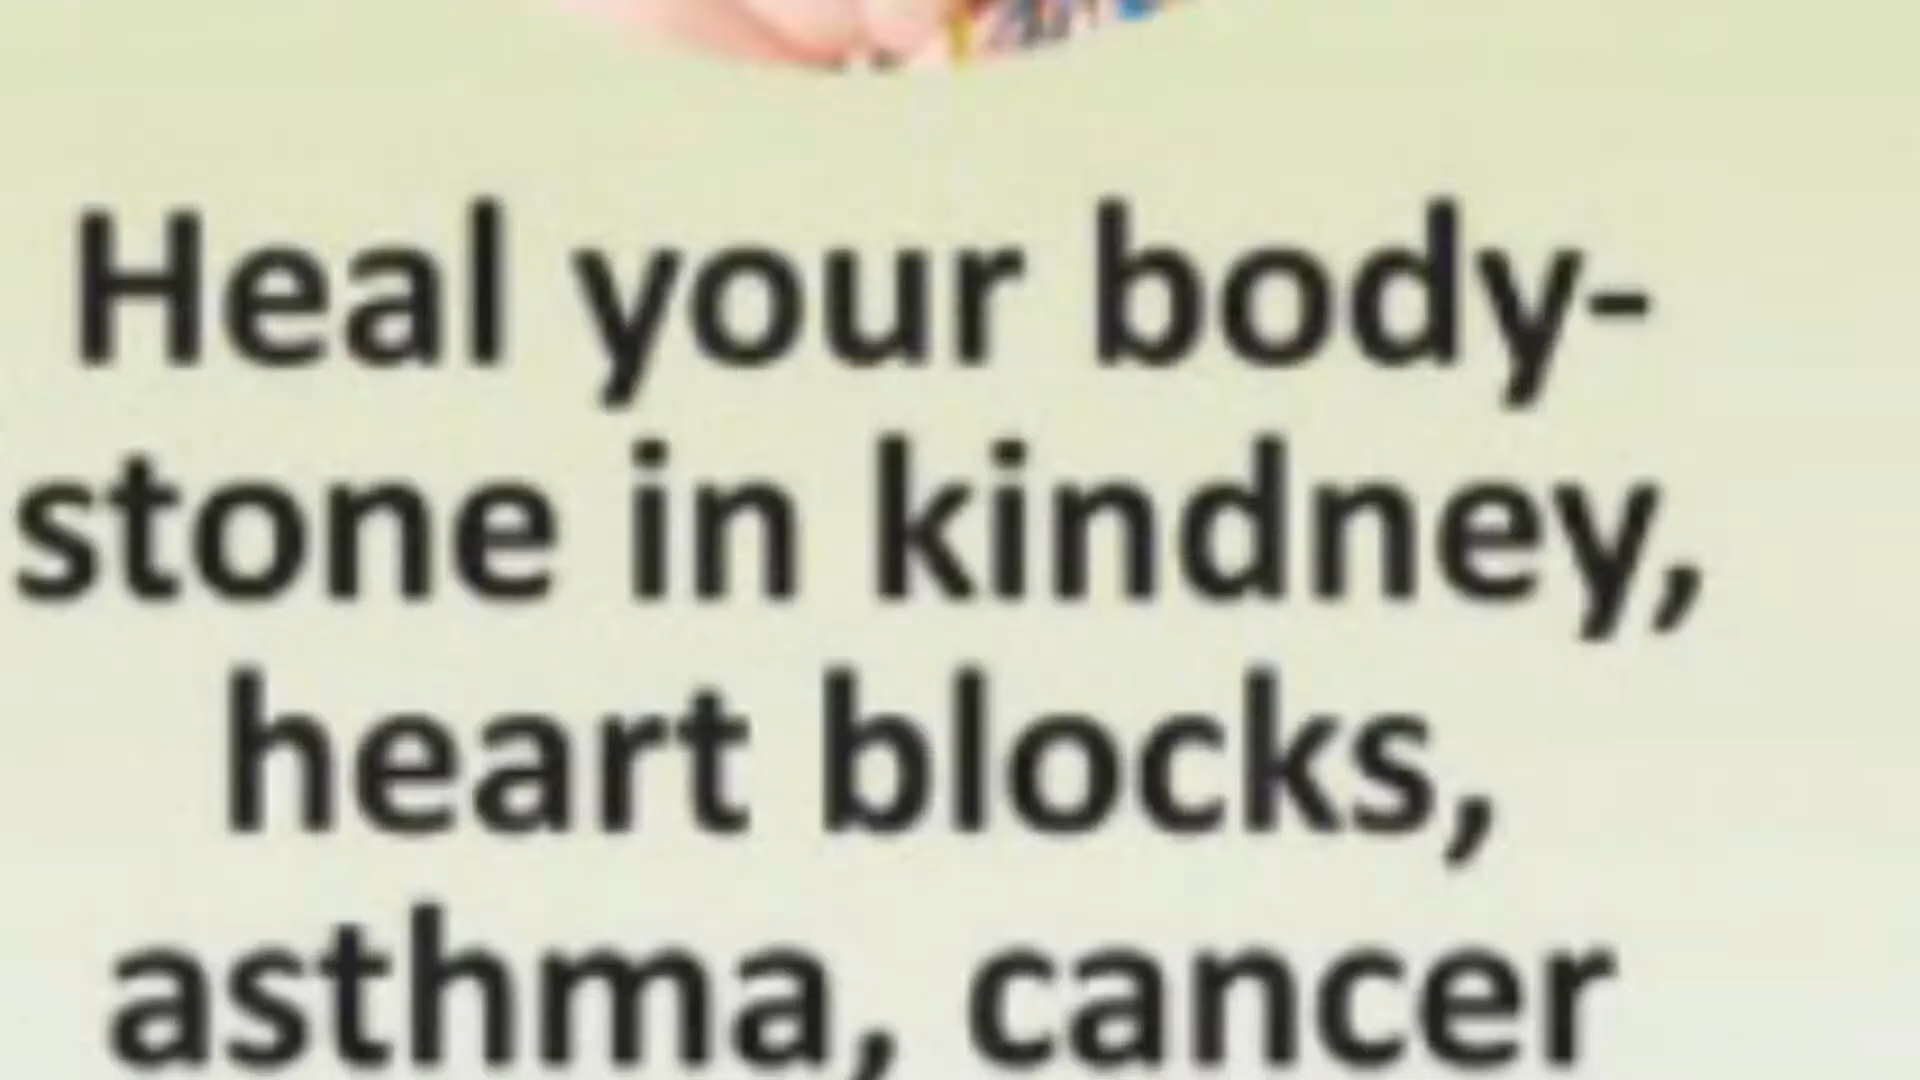 Heal your body-
stone in kindney,
heart blocks,
asthma, cancer